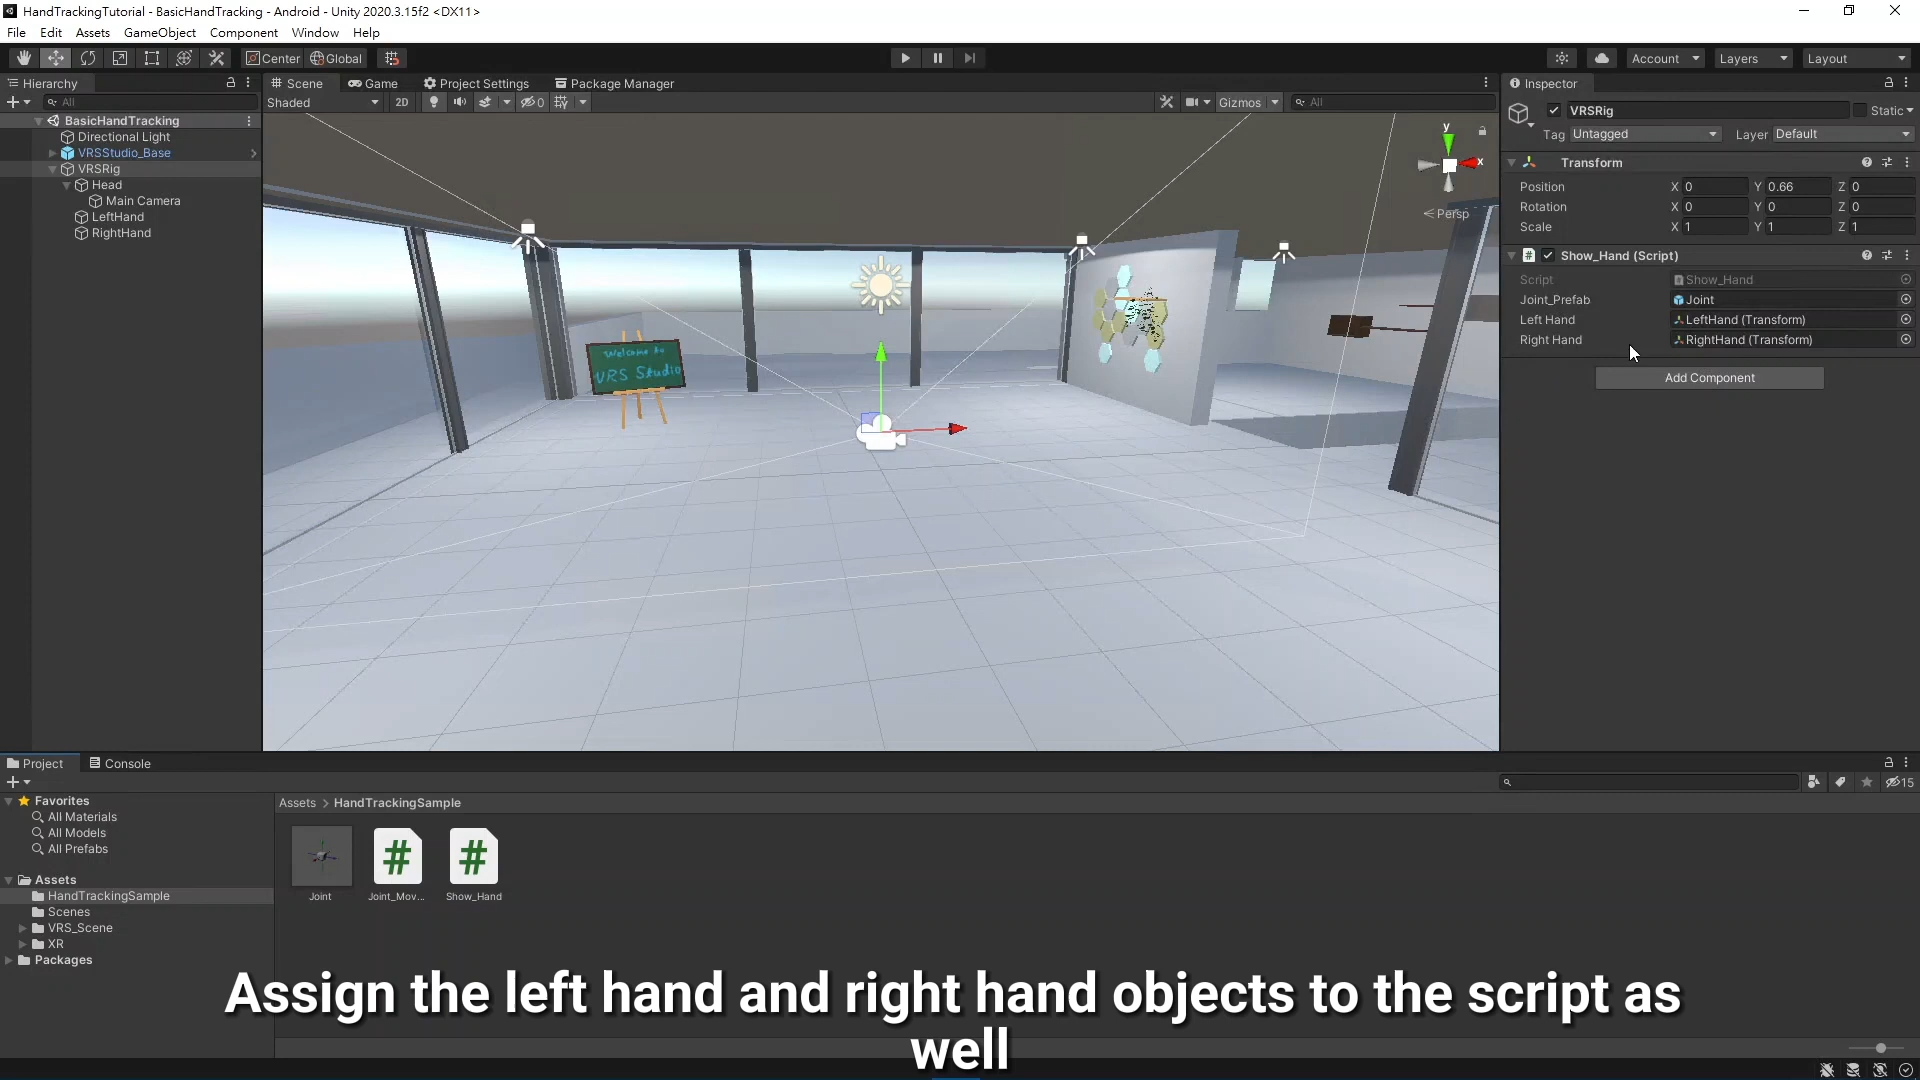 HandTrackingTutorial - BasicHandTracking - Android - Unity 2020.3.15f2 <DX11>
File Edit Assets GameObject Component Window Help
Center Global Account Layers Layout
Hierarchy
All
BasicHandTracking
Directional Light
VRSStudio_Base
VRSRig
Head
Main Camera
LeftHand
RightHand
Scene Game Project Settings Package Manager
Shaded 2D 0 Gizmos All
y
x
Persp
Welcome to
VRS Studio
Inspector
VRSRig Static
Tag Untagged Layer Default
Transform
Position X 0 Y 0.66 Z 0
Rotation X 0 Y 0 Z 0
Scale X 1 Y 1 Z 1
Show_Hand (Script)
Script Show_Hand
Joint_Prefab Joint
Left Hand LeftHand (Transform)
Right Hand RightHand (Transform)
Add Component
Project Console
15
Favorites
All Materials
All Models
All Prefabs
Assets
HandTrackingSample
Scenes
VRS_Scene
XR
Packages
Assets > HandTrackingSample
Joint Joint_Mov... Show_Hand
Assign the left hand and right hand objects to the script as
well